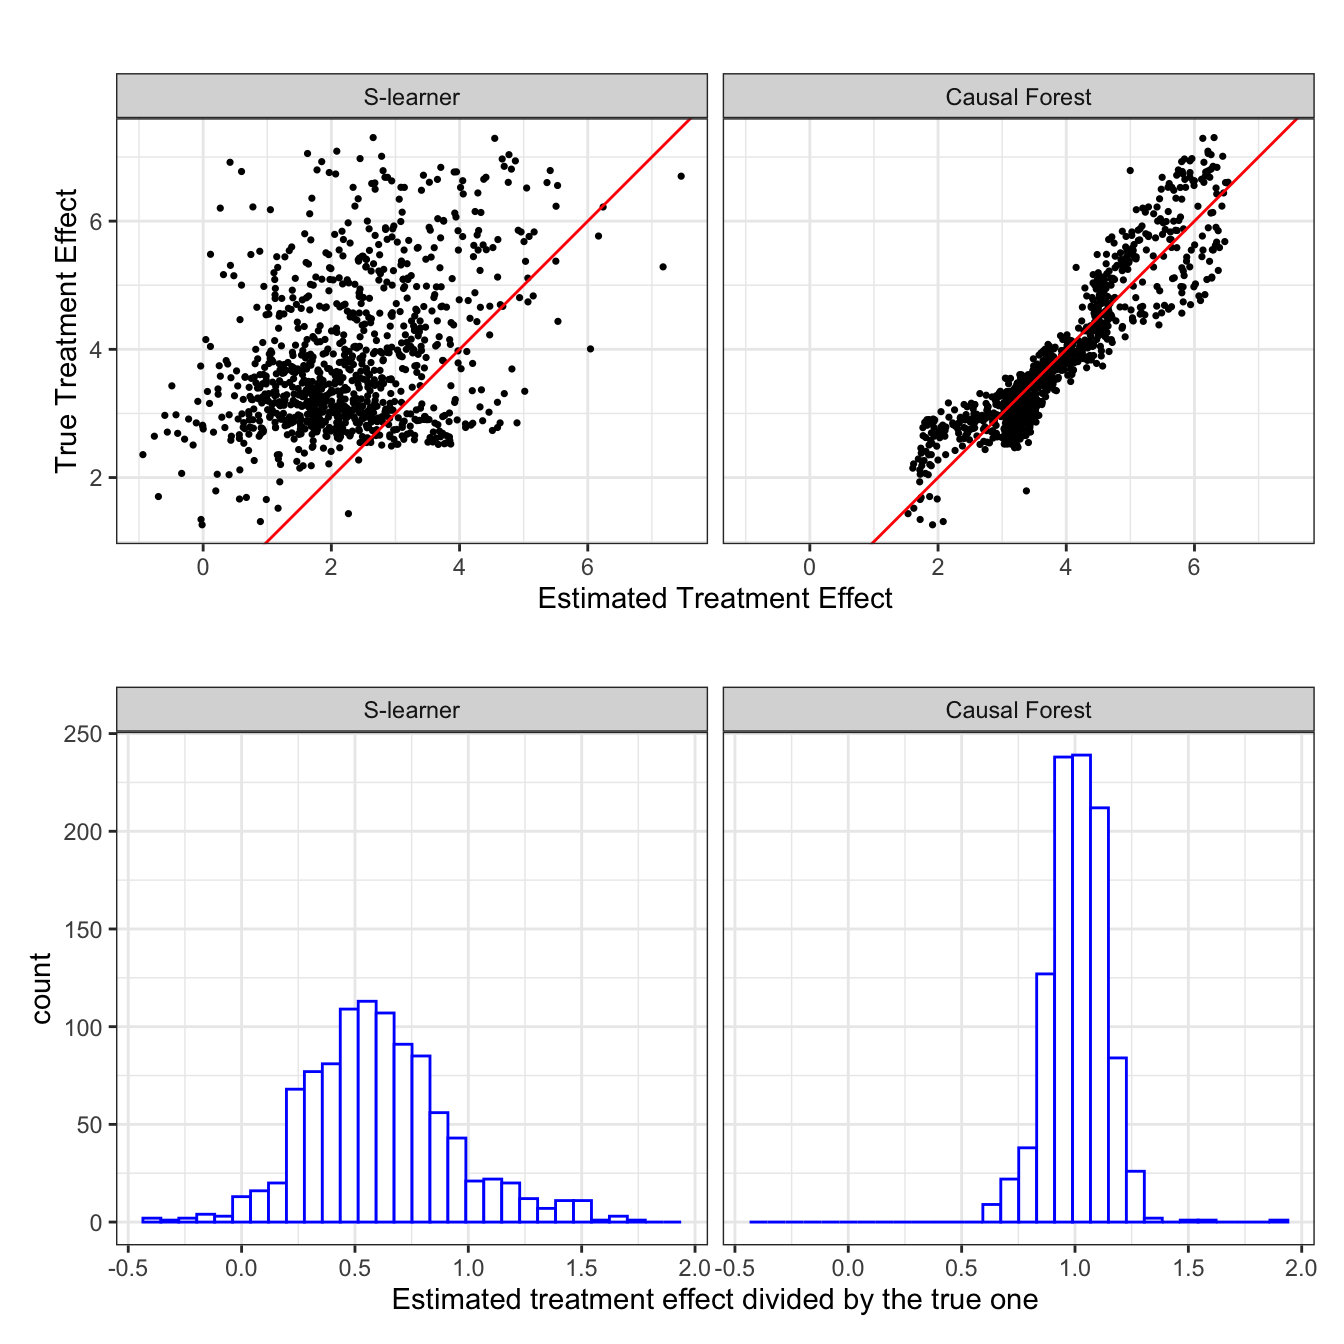 S-learner Causal Forest
True Treatment Effect
6
4
2
0 2 4 6 0 2 4 6
Estimated Treatment Effect
S-learner Causal Forest
count
250
200
150
100
50
0
-0.5 0.0 0.5 1.0 1.5 2.0 -0.5 0.0 0.5 1.0 1.5 2.0
Estimated treatment effect divided by the true one